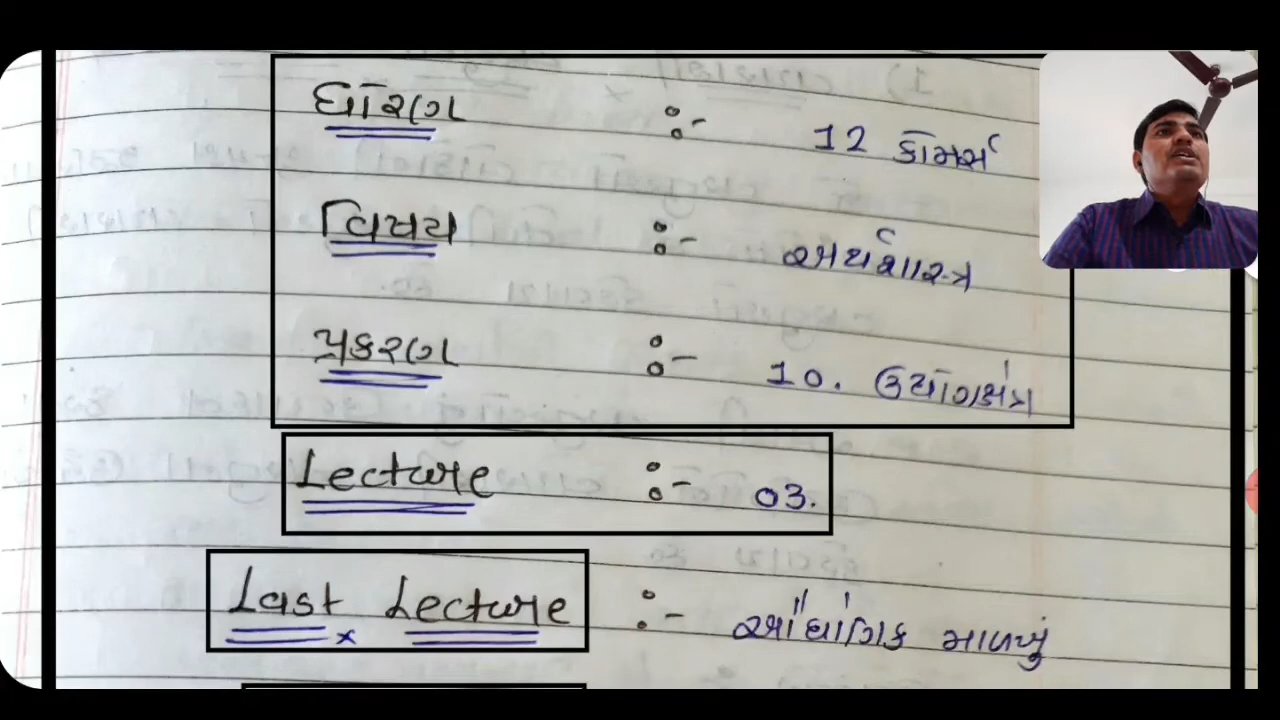 ધોરણ :- 12 કોમર્સ
વિષય :- અર્થશાસ્ત્ર
પ્રકરણ :- 10. ઉદ્યોગક્ષેત્ર
Lecture :- 03.
Last Lecture :- ઔદ્યોગિક માળખું